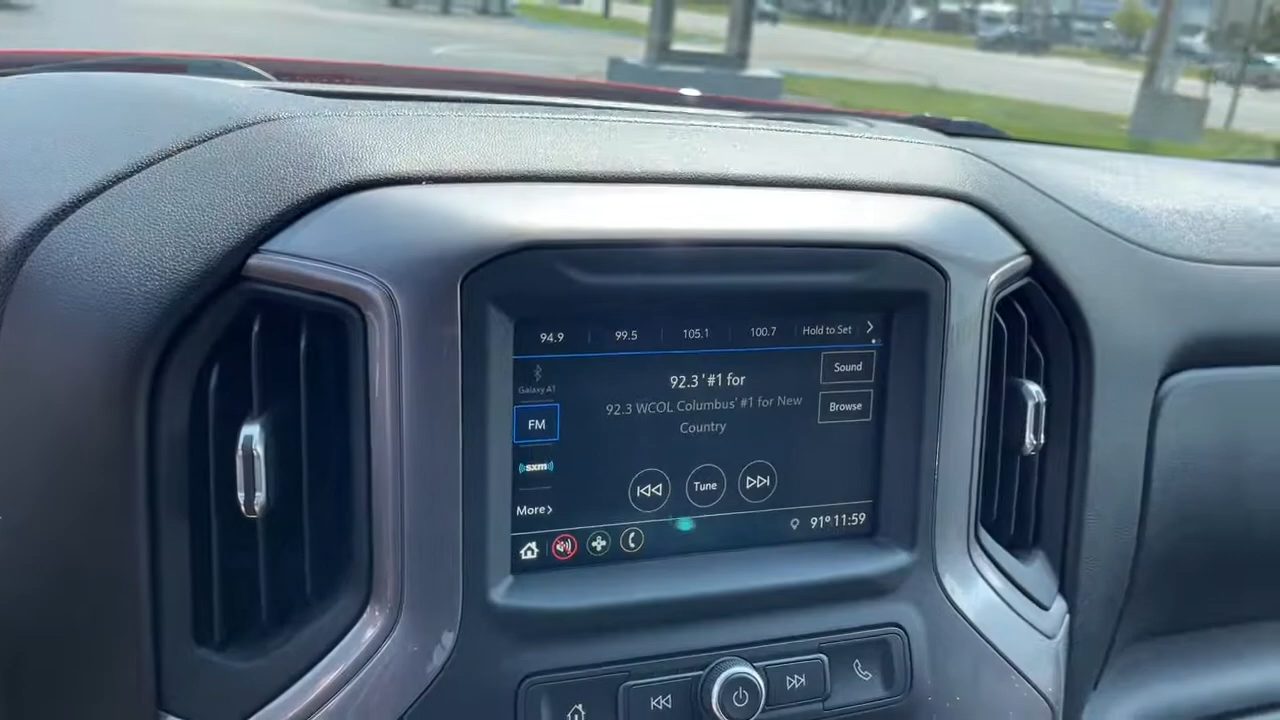 94.9 99.5 105.1 100.7 Hold to Set
Galaxy A1
92.3 ' #1 for
Sound
92.3 WCOL Columbus' #1 for New
Country
Browse
FM
sxm
Tune
More
91° 11:59